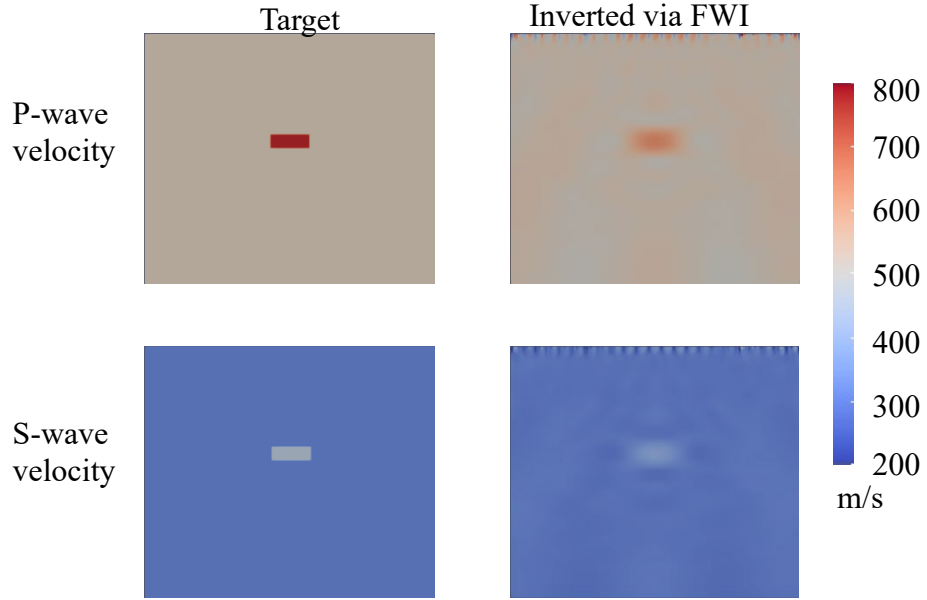 Target
Inverted via FWI
P-wave
velocity
800
700
600
500
400
300
200
m/s
S-wave
velocity